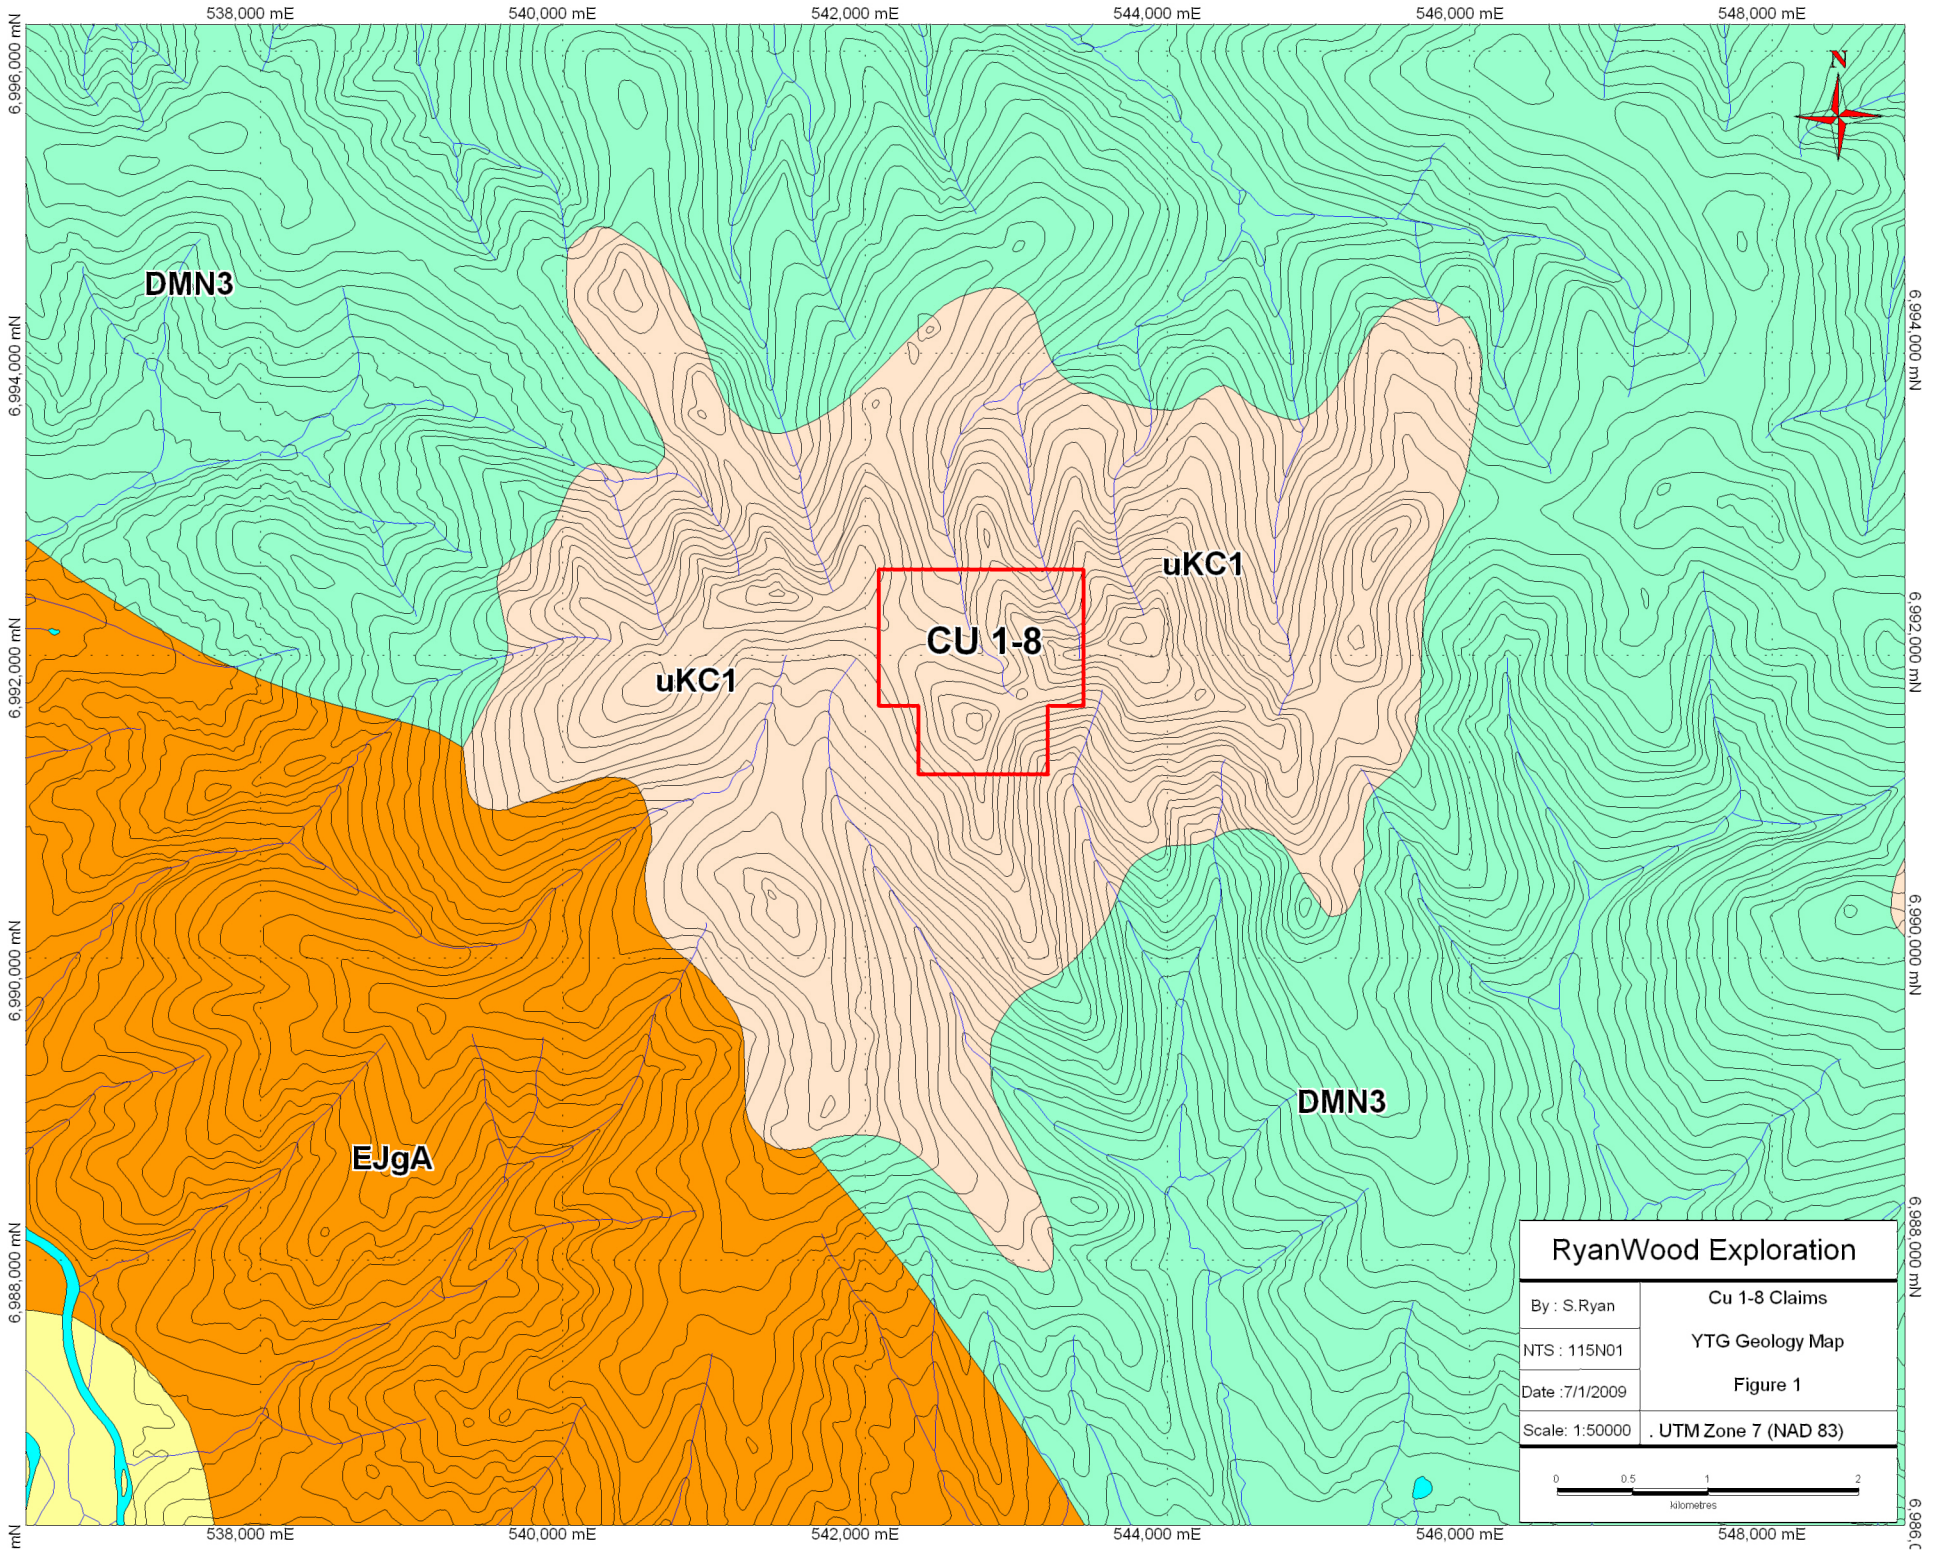 538,000 mE 540,000 mE 542,000 mE 544,000 mE 546,000 mE 548,000 mE
6,996,000 mN
N
DMN3
6,994,000 mN
6,994,000 mN
uKC1
CU 1-8
6,992,000 mN
6,992,000 mN
uKC1
6,990,000 mN
6,990,000 mN
DMN3
EJgA
6,988,000 mN
6,988,000 mN
RyanWood Exploration
By : S.Ryan
Cu 1-8 Claims
NTS : 115N01
YTG Geology Map
Date :7/1/2009
Figure 1
Scale: 1:50000
. UTM Zone 7 (NAD 83)
0 0.5 1 2
kilometres
mN
6,986,0
538,000 mE 540,000 mE 542,000 mE 544,000 mE 546,000 mE 548,000 mE